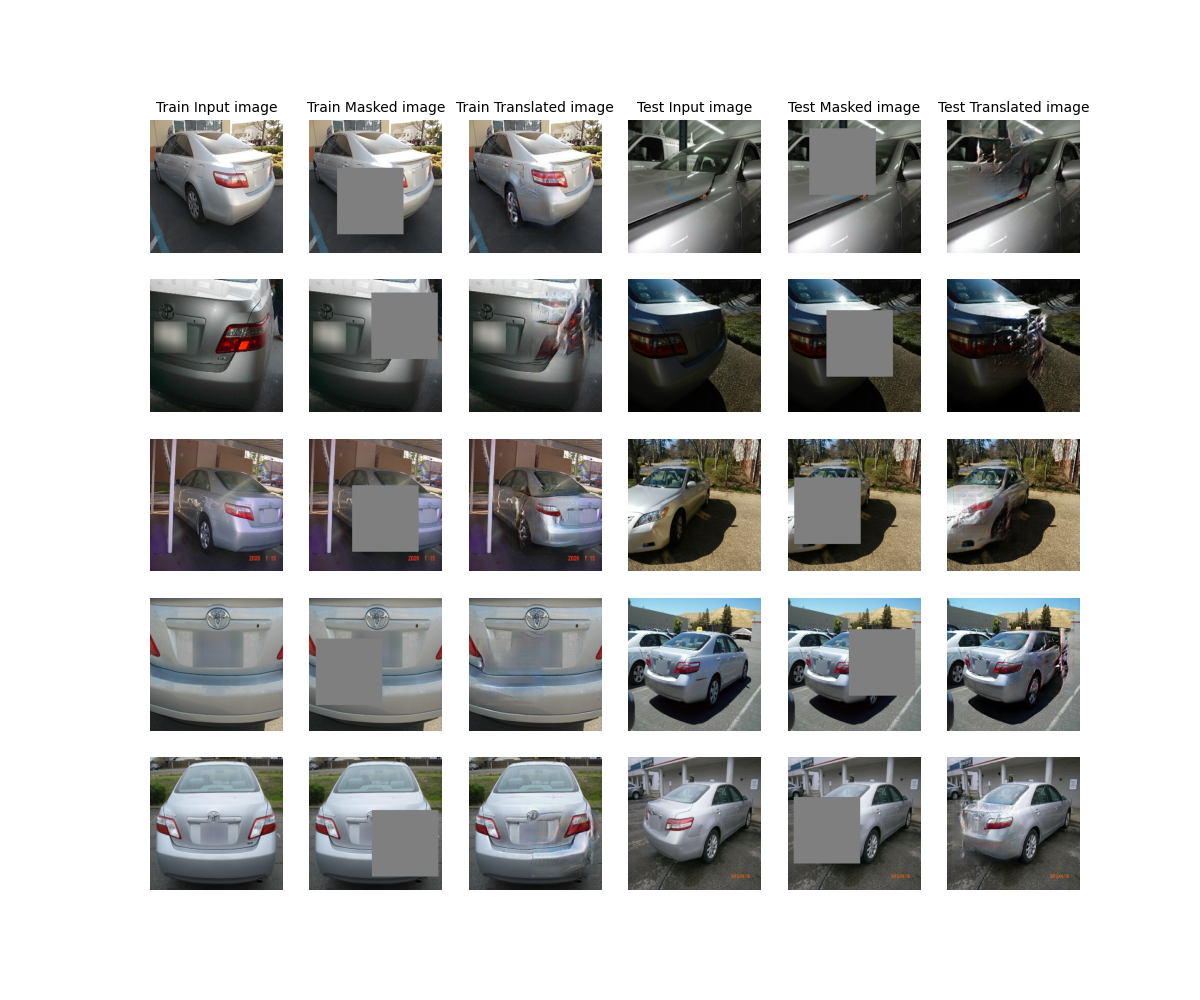 Train Input image
Train Masked image
Train Translated image
Test Input image
Test Masked image
Test Translated image